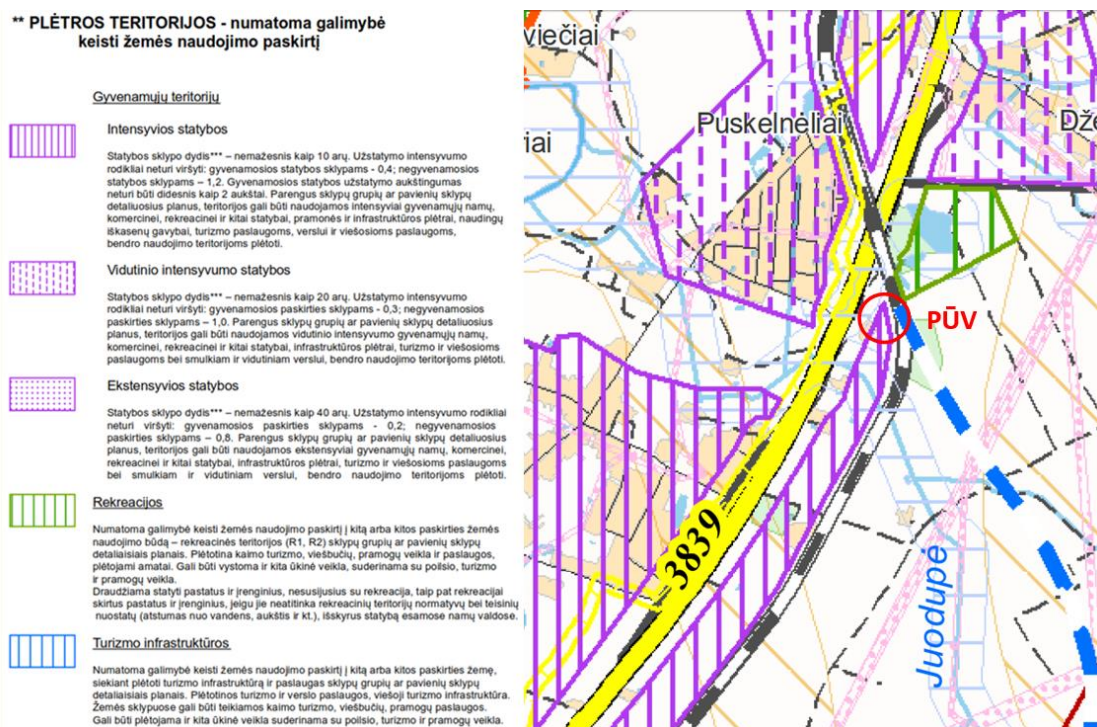 ** PLĖTROS TERITORIJOS - numatoma galimybė
keisti žemės naudojimo paskirtį
Gyvenamųjų teritorijų
Intensyvios statybos
Statybos sklypo dydis*** – nemažesnis kaip 10 arų. Užstatymo intensyvumo
rodikliai neturi viršyti: gyvenamosios statybos sklypams - 0,4; negyvenamosios
statybos sklypams – 1,2. Gyvenamosios statybos užstatymo aukštingumas
neturi būti didesnis kaip 2 aukštai. Parengus sklypų grupių ar pavienių sklypų
detaliuosius planus, teritorijos gali būti naudojamos intensyviai gyvenamųjų namų,
komercinei, rekreacinei ir kitai statybai, pramonės ir infrastruktūros plėtrai, naudingų
iškasenų gavybai, turizmo paslaugoms, verslui ir viešosioms paslaugoms,
bendro naudojimo teritorijoms plėtoti.
Vidutinio intensyvumo statybos
Statybos sklypo dydis*** – nemažesnis kaip 20 arų. Užstatymo intensyvumo
rodikliai neturi viršyti: gyvenamosios paskirties sklypams - 0,3; negyvenamosios
paskirties sklypams – 1,0. Parengus sklypų grupių ar pavienių sklypų detaliuosius
planus, teritorijos gali būti naudojamos vidutinio intensyvumo gyvenamųjų namų,
komercinei, rekreacinei ir kitai statybai, infrastruktūros plėtrai, turizmo ir viešosioms
paslaugoms bei smulkiam ir vidutiniam verslui, bendro naudojimo teritorijoms plėtoti.
Ekstensyvios statybos
Statybos sklypo dydis*** – nemažesnis kaip 40 arų. Užstatymo intensyvumo rodikliai
neturi viršyti: gyvenamosios paskirties sklypams - 0,2; negyvenamosios
paskirties sklypams – 0,8. Parengus sklypų grupių ar pavienių sklypų detaliuosius
planus, teritorijos gali būti naudojamos ekstensyviai gyvenamųjų namų, komercinei,
rekreacinei ir kitai statybai, infrastruktūros plėtrai, turizmo ir viešosioms paslaugoms
bei smulkiam ir vidutiniam verslui, bendro naudojimo teritorijoms plėtoti.
Rekreacijos
Numatoma galimybė keisti žemės naudojimo paskirtį į kitą arba kitos paskirties žemės
naudojimo būdą – rekreacinės teritorijos (R1, R2) sklypų grupių ar pavienių sklypų
detaliaisiais planais. Plėtotina kaimo turizmo, viešbučių, pramogų veikla ir paslaugos,
plėtojami amatai. Gali būti vystoma ir kita ūkinė veikla, suderinama su poilsio, turizmo
ir pramogų veikla.
Draudžiama statyti pastatus ir įrenginius, nesusijusius su rekreacija, taip pat rekreacijai
skirtus pastatus ir įrenginius, jeigu jie neatitinka rekreacinių teritorijų normatyvų bei teisinių
nuostatų (atstumas nuo vandens, aukštis ir kt.), išskyrus statybą esamose namų valdose.
Turizmo infrastruktūros
Numatoma galimybė keisti žemės naudojimo paskirtį į kitą arba kitos paskirties žemę,
siekiant plėtoti turizmo infrastruktūrą ir paslaugas sklypų grupių ar pavienių sklypų
detaliaisiais planais. Plėtotinos turizmo ir verslo paslaugos, viešoji turizmo infrastruktūra.
Žemės sklypuose gali būti teikiamos kaimo turizmo, viešbučių, pramogų paslaugos.
Gali būti plėtojama ir kita ūkinė veikla suderinama su poilsio, turizmo ir pramogų veikla.
viečiai
Puskelnėliai
Dže
iai
PŪV
3839
Juodupė